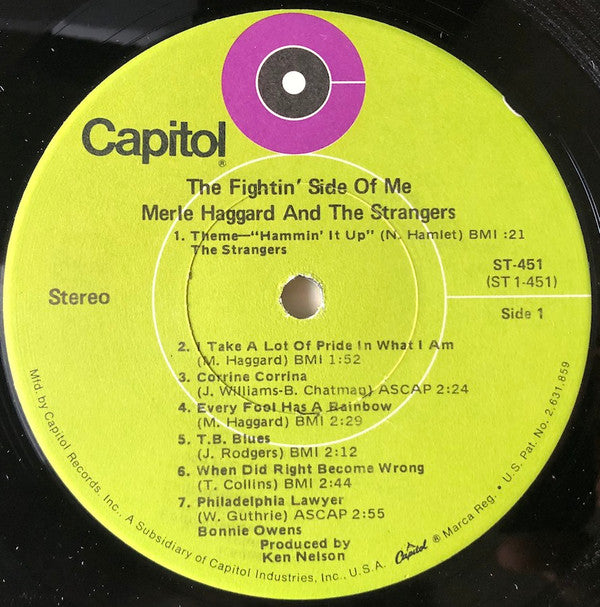 Capitol®
The Fightin' Side Of Me
Merle Haggard And The Strangers
1. Theme—"Hammin' It Up" (N. Hamlet) BMI :21
The Strangers
ST-451
(ST 1-451)
Stereo
Side 1
2. I Take A Lot Of Pride In What I Am
(M. Haggard) BMI 1:52
3. Corrine Corrina
(J. Williams-B. Chatman) ASCAP 2:24
4. Every Fool Has A Rainbow
(M. Haggard) BMI 2:29
5. T.B. Blues
(J. Rodgers) BMI 2:12
6. When Did Right Become Wrong
(T. Collins) BMI 2:44
7. Philadelphia Lawyer
(W. Guthrie) ASCAP 2:55
Bonnie Owens
Produced by
Ken Nelson
Mfd. by Capitol Records, Inc., A Subsidiary of Capitol Industries, Inc., U.S.A. Capitol ® Marca Reg. • U.S. Pat. No. 2,631,859